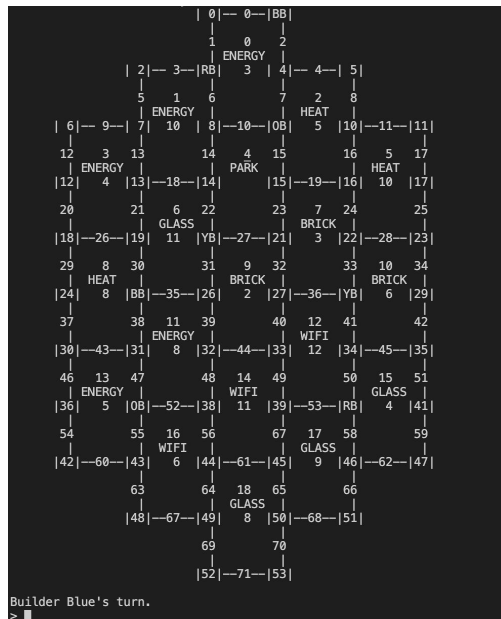 | 0|-- 0--|BB|
| |
1 0 2
| ENERGY |
| 2|-- 3--|RB| 3 | 4|-- 4--| 5|
| | | |
5 1 6 7 2 8
| ENERGY | | HEAT |
| 6|-- 9--| 7| 10 | 8|--10--|OB| 5 |10|--11--|11|
| | | | | |
12 3 13 14 4 15 16 5 17
| ENERGY | | PARK | | HEAT |
|12| 4 |13|--18--|14| |15|--19--|16| 10 |17|
| | | | | |
20 21 6 22 23 7 24 25
| | GLASS | | BRICK | |
|18|--26--|19| 11 |YB|--27--|21| 3 |22|--28--|23|
| | | | | |
29 8 30 31 9 32 33 10 34
| HEAT | | BRICK | | BRICK |
|24| 8 |BB|--35--|26| 2 |27|--36--|YB| 6 |29|
| | | | | |
37 38 11 39 40 12 41 42
| | ENERGY | | WIFI | |
|30|--43--|31| 8 |32|--44--|33| 12 |34|--45--|35|
| | | | | |
46 13 47 48 14 49 50 15 51
| ENERGY | | WIFI | | GLASS |
|36| 5 |OB|--52--|38| 11 |39|--53--|RB| 4 |41|
| | | | | |
54 55 16 56 67 17 58 59
| | WIFI | | GLASS | |
|42|--60--|43| 6 |44|--61--|45| 9 |46|--62--|47|
| | | |
63 64 18 65 66
| | GLASS | |
|48|--67--|49| 8 |50|--68--|51|
| |
69 70
| |
|52|--71--|53|
Builder Blue's turn.
>